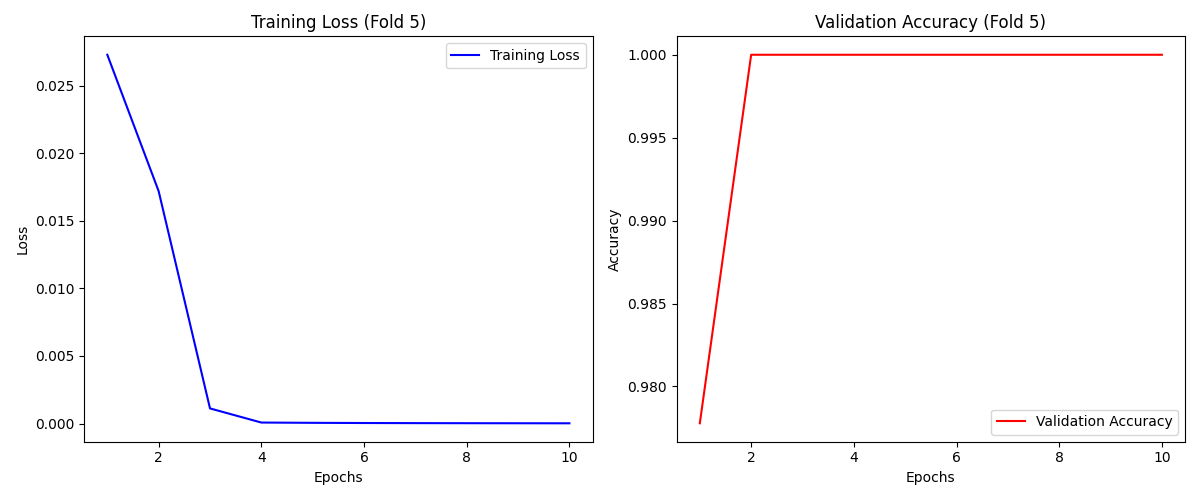 Training Loss (Fold 5)
Training Loss
0.025
0.020
0.015
0.010
0.005
0.000
Loss
2 4 6 8 10
Epochs
Validation Accuracy (Fold 5)
1.000
0.995
0.990
0.985
0.980
Accuracy
Validation Accuracy
2 4 6 8 10
Epochs